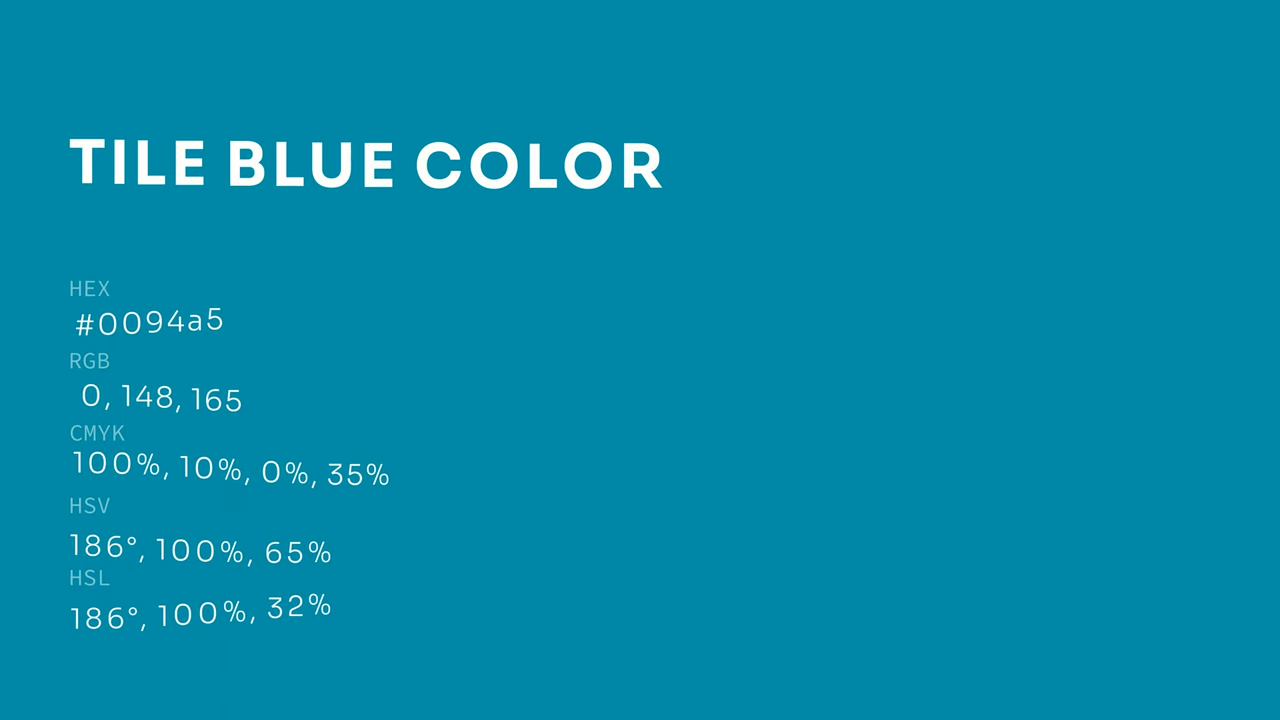 TILE BLUE COLOR
HEX
#0094a5
RGB
0, 148, 165
CMYK
100%, 10%, 0%, 35%
HSV
186°, 100%, 65%
HSL
186°, 100%, 32%